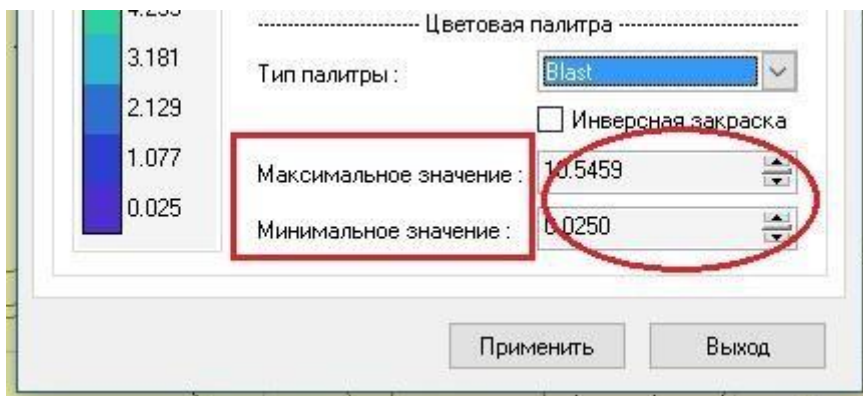 Цветовая палитра
3.181
Тип палитры :
Blast
2.129
Инверсная закраска
1.077
Максимальное значение :
10.5459
0.025
Минимальное значение :
0.0250
Применить
Выход